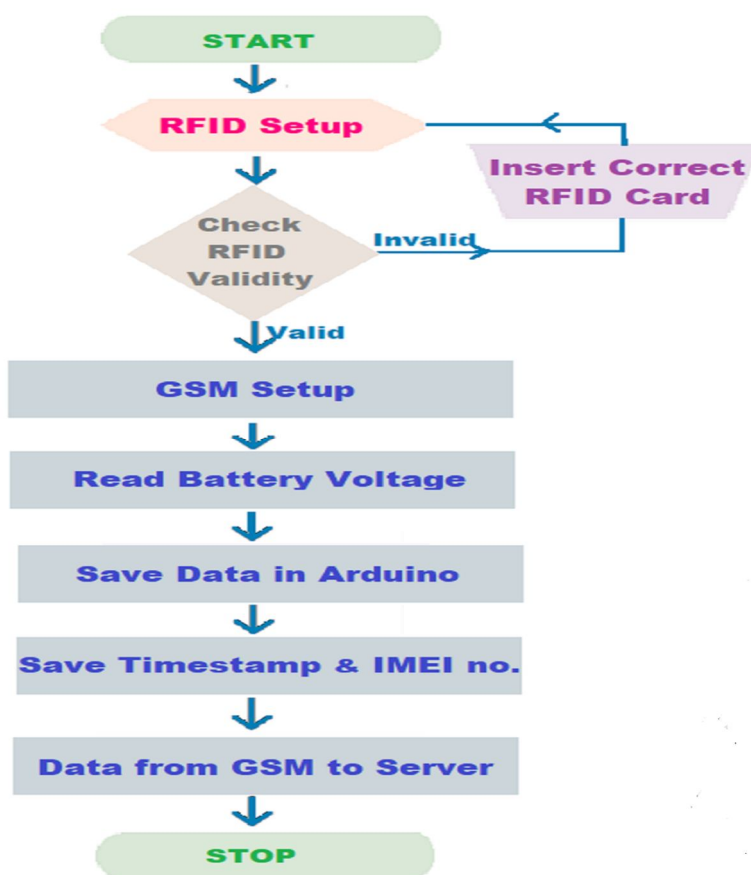 START
RFID Setup
Insert Correct
RFID Card
Check
RFID
Validity
Invalid
Valid
GSM Setup
Read Battery Voltage
Save Data in Arduino
Save Timestamp & IMEI no.
Data from GSM to Server
STOP